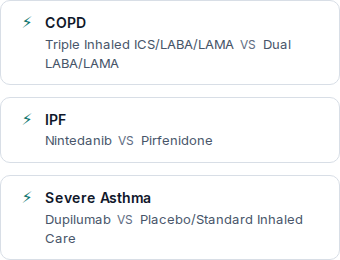 ⚡ COPD
Triple Inhaled ICS/LABA/LAMA VS Dual
LABA/LAMA
⚡ IPF
Nintedanib VS Pirfenidone
⚡ Severe Asthma
Dupilumab VS Placebo/Standard Inhaled
Care